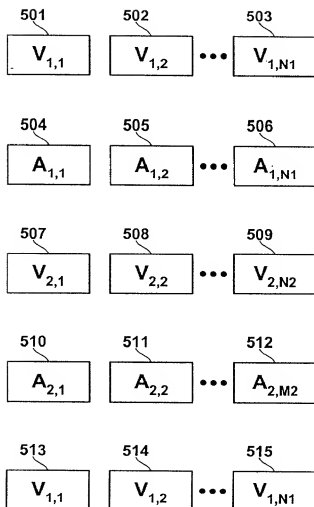 501 502 503
V1,1 V1,2 ••• V1,N1
504 505 506
A1,1 A1,2 ••• A1,N1
507 508 509
V2,1 V2,2 ••• V2,N2
510 511 512
A2,1 A2,2 ••• A2,M2
513 514 515
V1,1 V1,2 ••• V1,N1